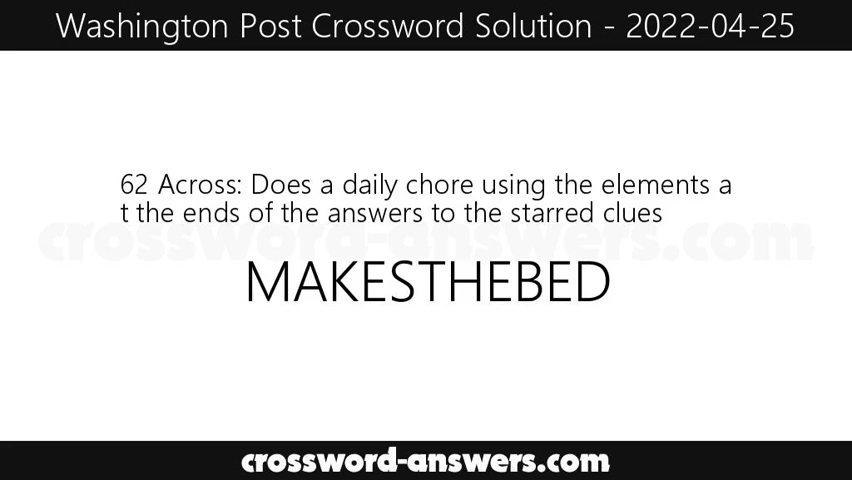 Washington Post Crossword Solution - 2022-04-25
62 Across: Does a daily chore using the elements a
t the ends of the answers to the starred clues
crossword-answers.com
MAKESTHEBED
crossword-answers.com